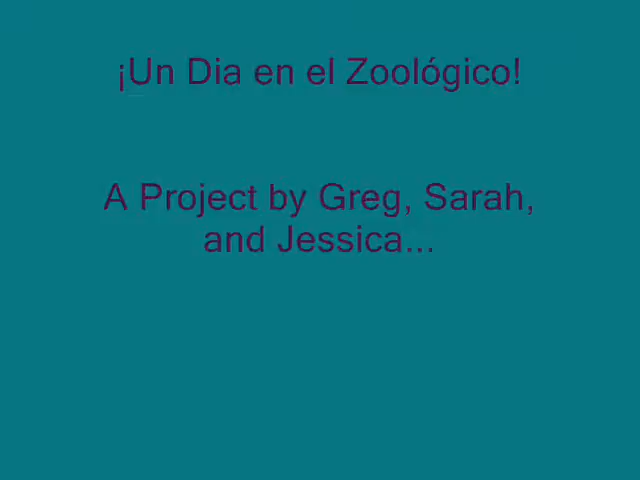 ¡Un Dia en el Zoológico!
A Project by Greg, Sarah,
and Jessica...